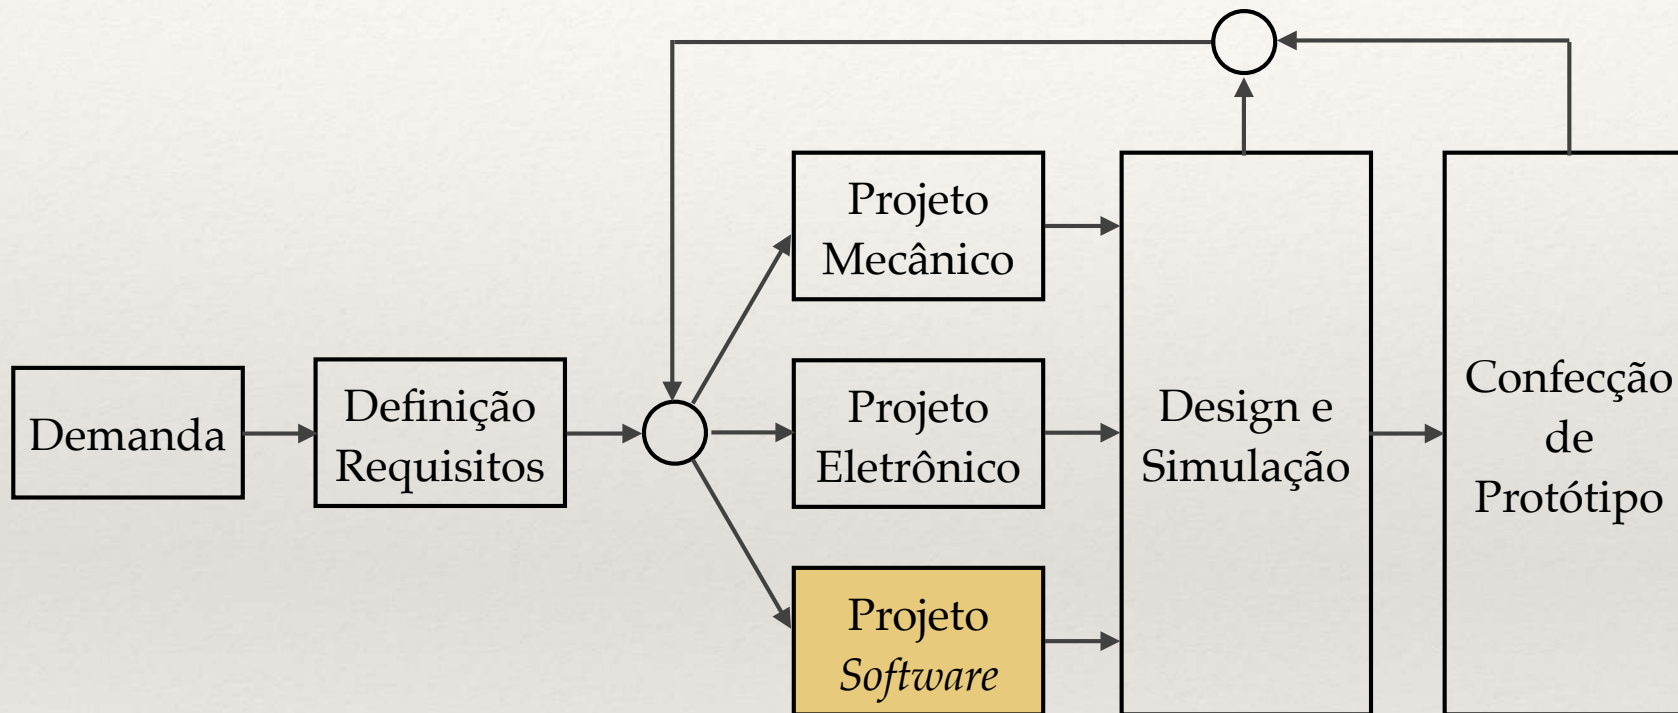 Demanda
Definição
Requisitos
Projeto
Mecânico
Projeto
Eletrônico
Projeto
Software
Design e
Simulação
Confecção
de
Protótipo